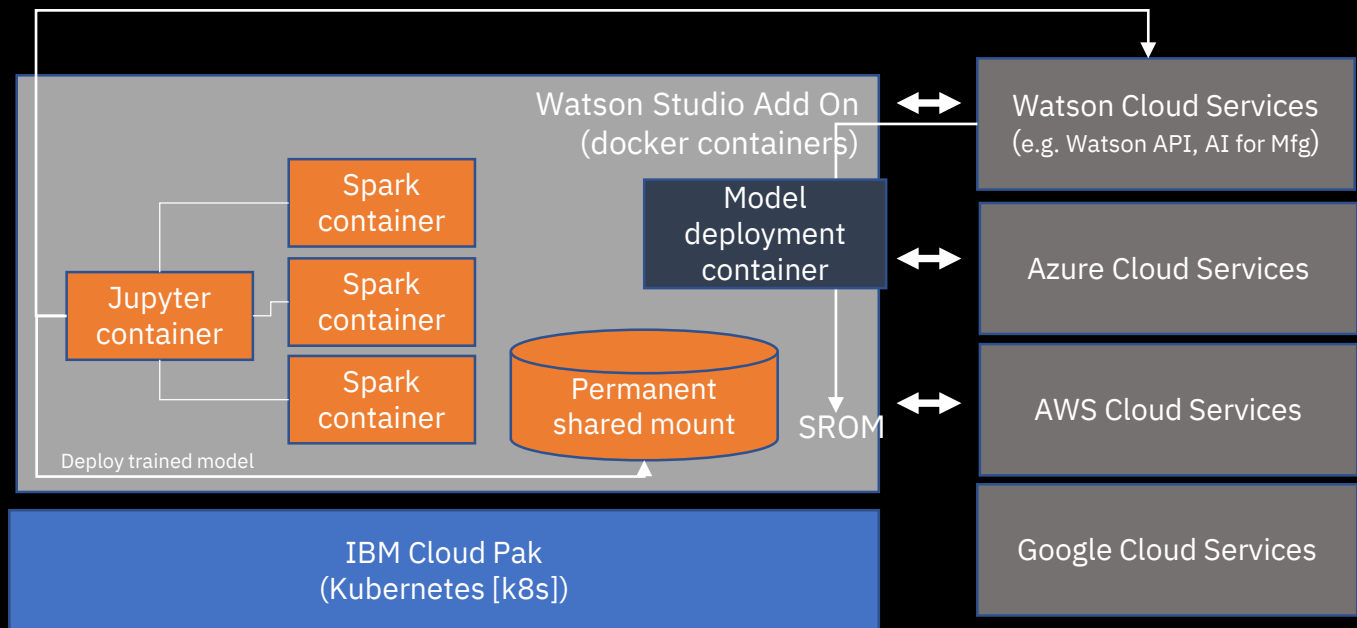 Watson Studio Add On
(docker containers)
Spark
container
Spark
container
Spark
container
Jupyter
container
Model
deployment
container
Permanent
shared mount
SROM
Deploy trained model
IBM Cloud Pak
(Kubernetes [k8s])
Watson Cloud Services
(e.g. Watson API, AI for Mfg)
Azure Cloud Services
AWS Cloud Services
Google Cloud Services